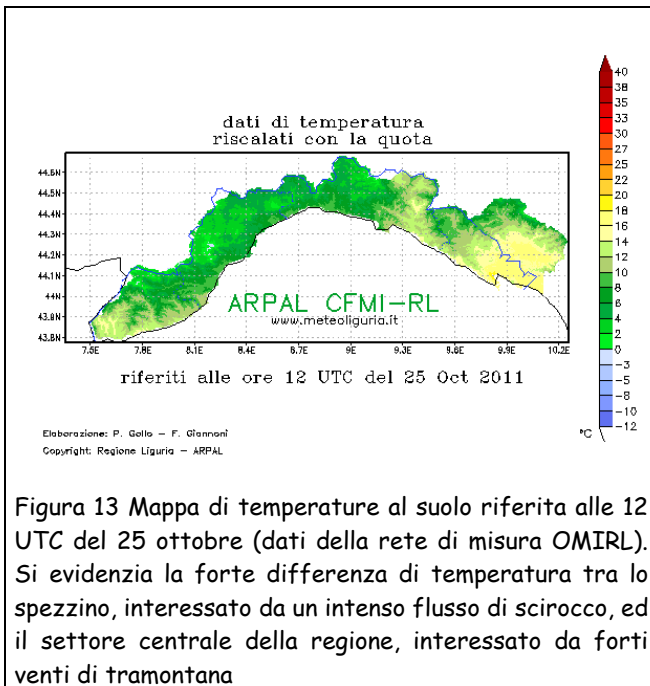 dati di temperatura
riscalati con la quota
44.6N
44.5N
44.4N
44.3N
44.2N
44.1N
44N
43.9N
43.8N
7.5E 7.8E 8.1E 8.4E 8.7E 9E 9.3E 9.6E 9.9E 10.2E
40
38
35
33
30
27
25
22
20
18
16
14
12
10
8
6
4
2
0
-3
-5
-8
-10
-12
°C
ARPAL CFMI-RL
www.meteoliguria.it
riferiti alle ore 12 UTC del 25 Oct 2011
Elaborazione: P. Gollo - F. Giannoni
Copyright: Regione Liguria - ARPAL
Figura 13 Mappa di temperature al suolo riferita alle 12
UTC del 25 ottobre (dati della rete di misura OMIRL).
Si evidenzia la forte differenza di temperatura tra lo
spezzino, interessato da un intenso flusso di scirocco, ed
il settore centrale della regione, interessato da forti
venti di tramontana